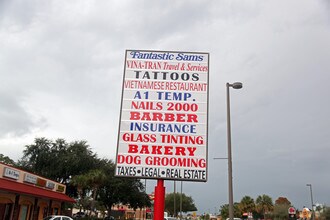 Fantastic Sams
VINA-TRAN Travel & Services
TATTOOS
VIETNAMESE RESTAURANT
A1 TEMP.
NAILS 2000
BARBER
INSURANCE
GLASS TINTING
BAKERY
DOG GROOMING
TAXES - LEGAL - REAL ESTATE